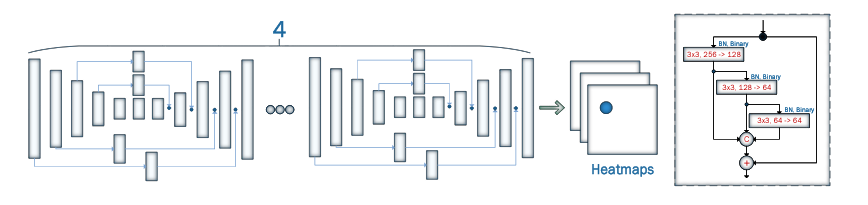 4
Heatmaps
BN, Binary
3x3, 256 -> 128
BN, Binary
3x3, 128 -> 64
BN, Binary
3x3, 64 -> 64
C
+